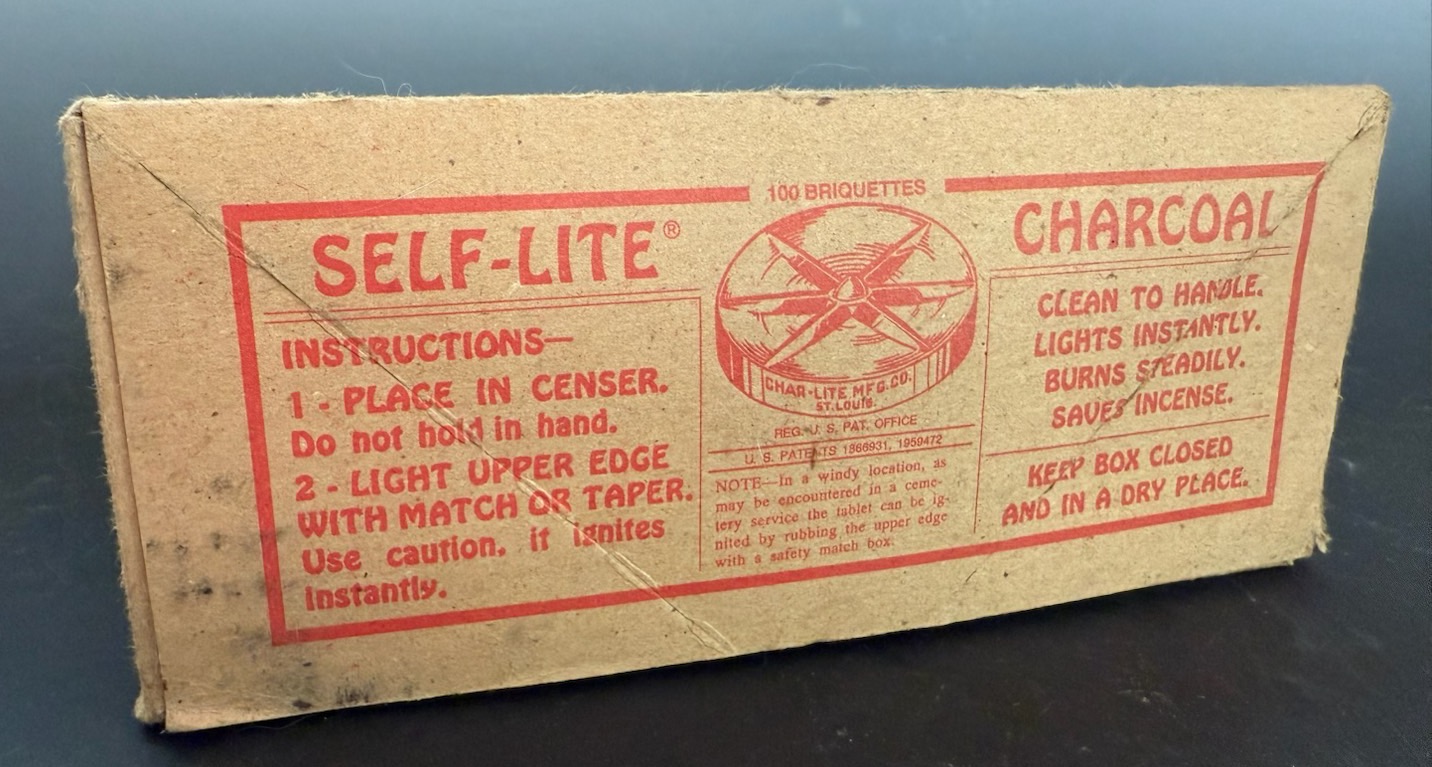 100 BRIQUETTES
SELF-LITE®
INSTRUCTIONS—
1 - PLACE IN CENSER.
Do not hold in hand.
2 - LIGHT UPPER EDGE
WITH MATCH OR TAPER.
Use caution, it ignites
instantly.
CHAR-LITE MFG.CO.
ST. LOUIS.
REG. U. S. PAT. OFFICE
U. S. PATENTS 1866931, 1959472
NOTE—In a windy location, as
may be encountered in a ceme-
tery service the tablet can be ig-
nited by rubbing the upper edge
with a safety match box.
CHARCOAL
CLEAN TO HANDLE.
LIGHTS INSTANTLY.
BURNS STEADILY.
SAVES INCENSE.
KEEP BOX CLOSED
AND IN A DRY PLACE.